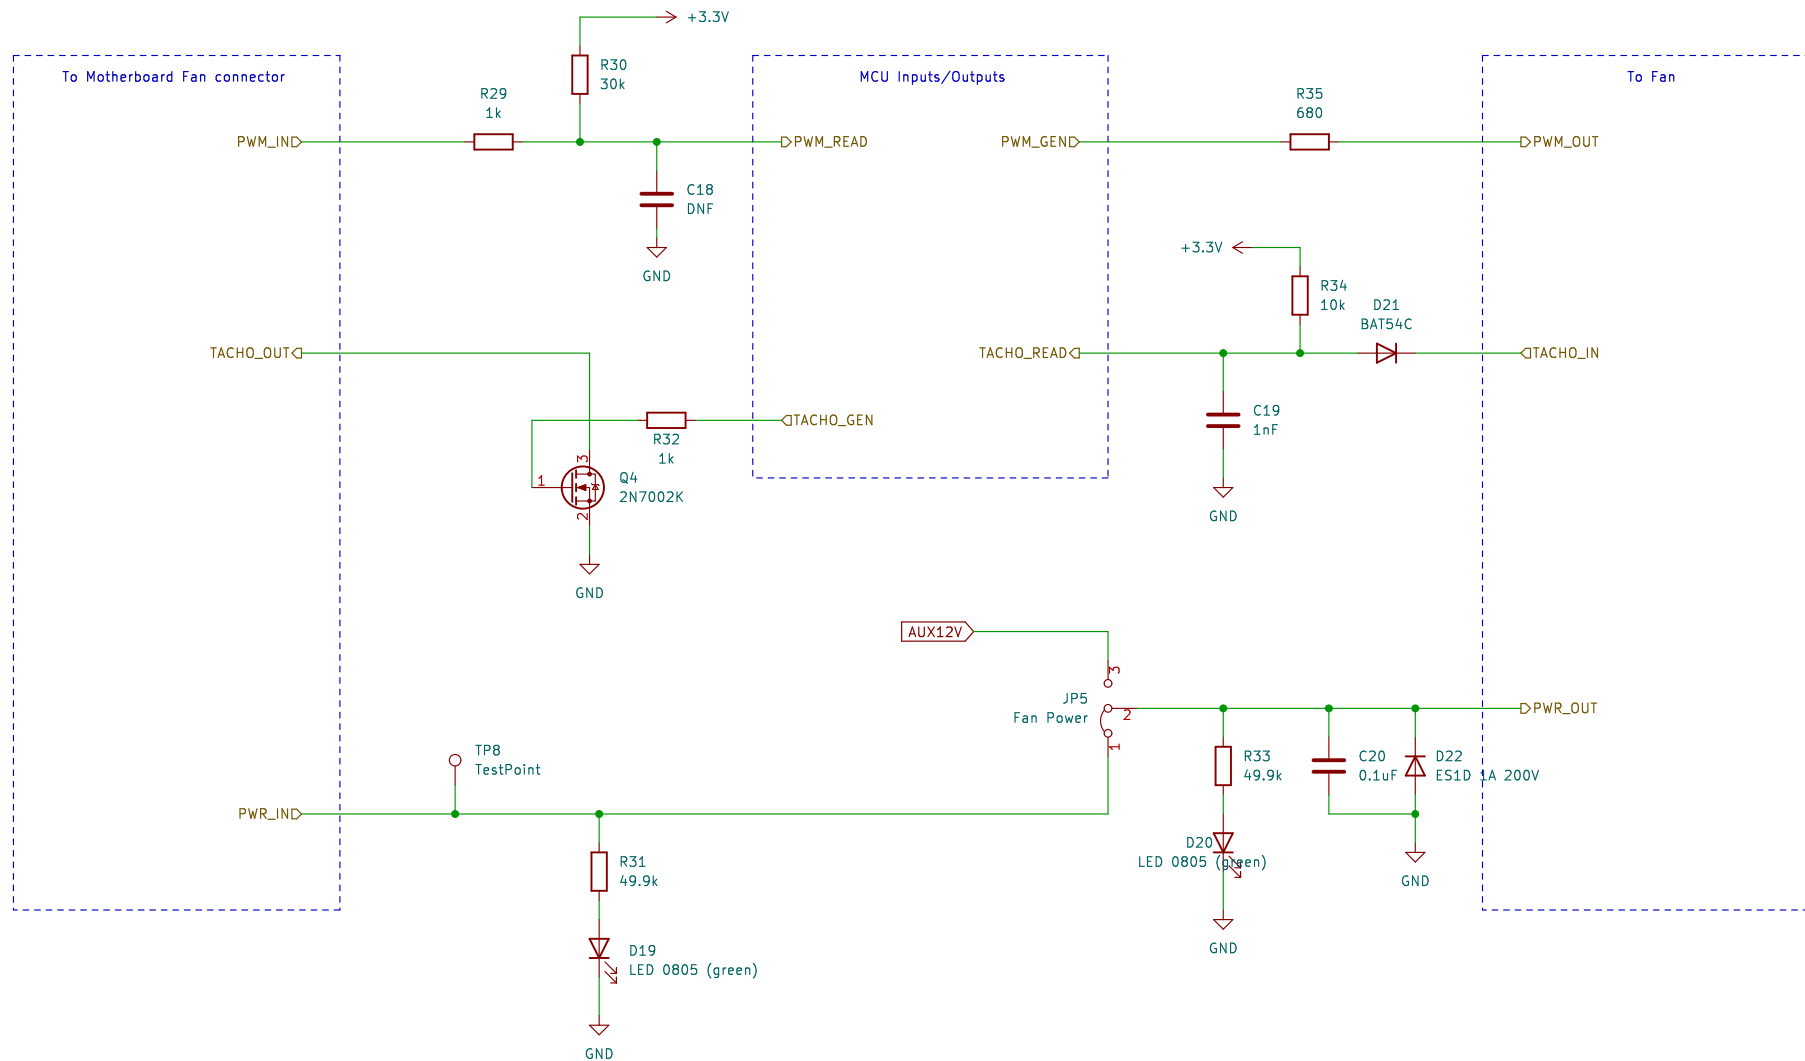 +3.3V
To Motherboard Fan connector
MCU Inputs/Outputs
To Fan
R30
30k
R29
1k
R35
680
PWM_IN
PWM_READ
PWM_GEN
PWM_OUT
C18
DNF
GND
+3.3V
R34
10k
D21
BAT54C
TACHO_OUT
TACHO_READ
TACHO_IN
C19
1nF
TACHO_GEN
R32
1k
3
1
Q4
2N7002K
2
GND
GND
AUX12V
3
JP5
Fan Power
2
1
PWR_OUT
TP8
TestPoint
R33
49.9k
C20
0.1uF
D22
ES1D 1A 200V
PWR_IN
D20
LED 0805 (green)
R31
49.9k
GND
GND
D19
LED 0805 (green)
GND